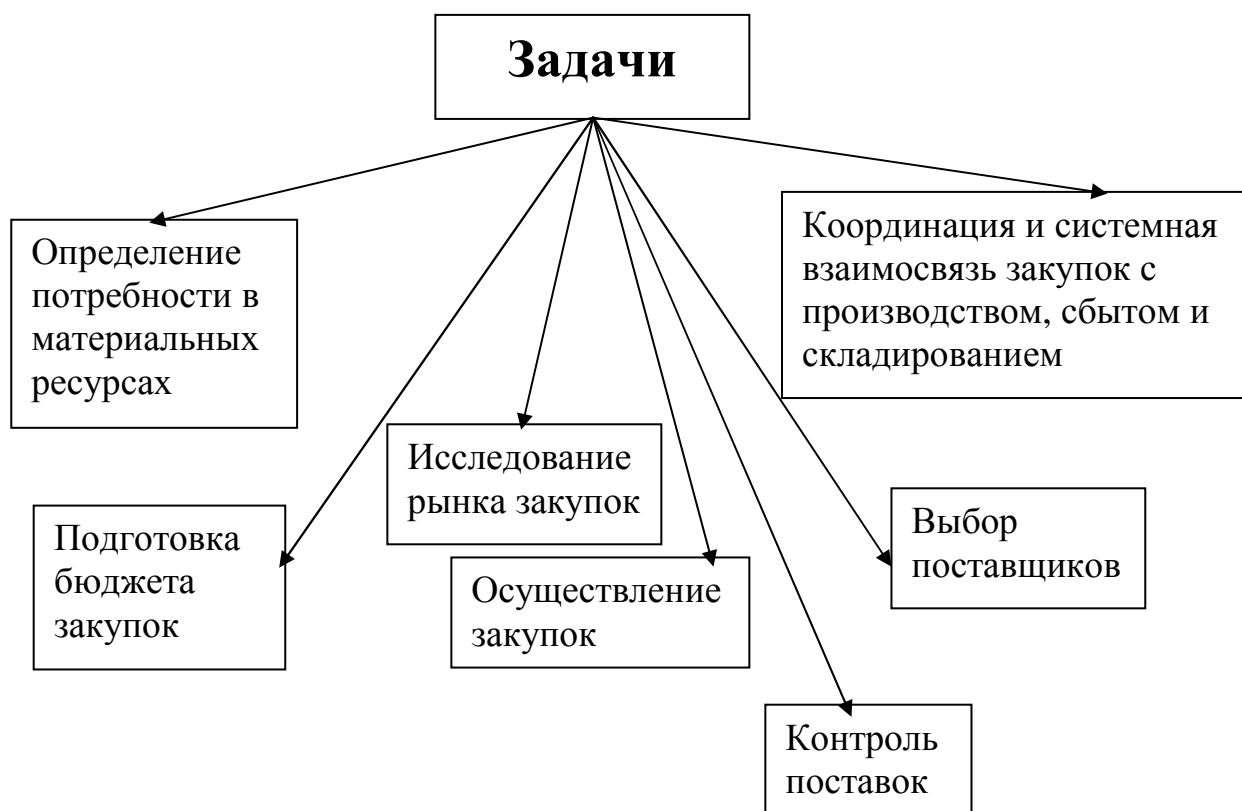 Задачи
Определение
потребности в
материальных
ресурсах
Координация и системная
взаимосвязь закупок с
производством, сбытом и
складированием
Исследование
рынка закупок
Подготовка
бюджета
закупок
Осуществление
закупок
Выбор
поставщиков
Контроль
поставок